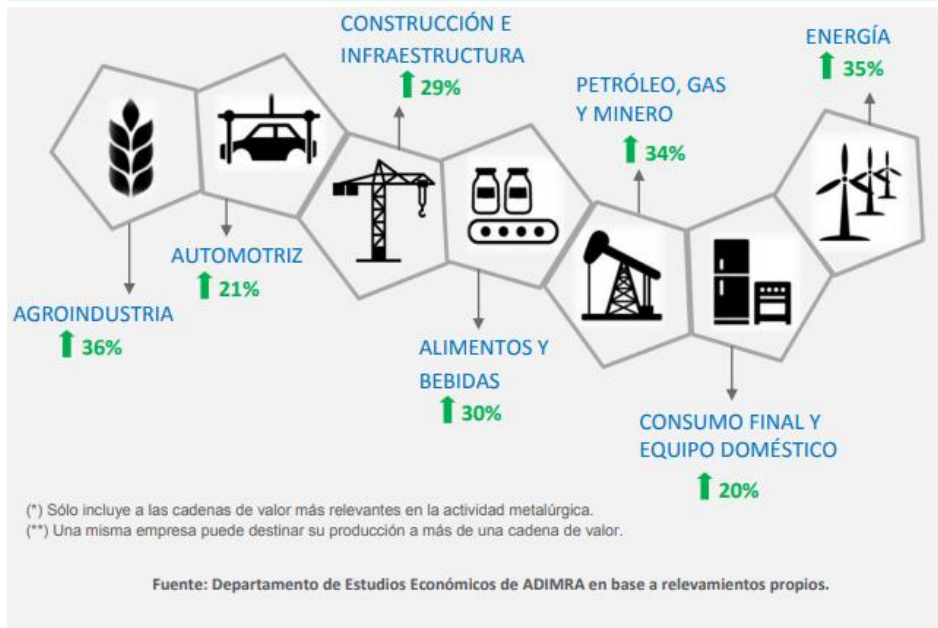 CONSTRUCCIÓN E
INFRAESTRUCTURA
29%
ENERGÍA
35%
PETRÓLEO, GAS
Y MINERO
34%
AUTOMOTRIZ
21%
AGROINDUSTRIA
36%
ALIMENTOS Y
BEBIDAS
30%
CONSUMO FINAL Y
EQUIPO DOMÉSTICO
20%
(*) Sólo incluye a las cadenas de valor más relevantes en la actividad metalúrgica.
(**) Una misma empresa puede destinar su producción a más de una cadena de valor.
Fuente: Departamento de Estudios Económicos de ADIMRA en base a relevamientos propios.